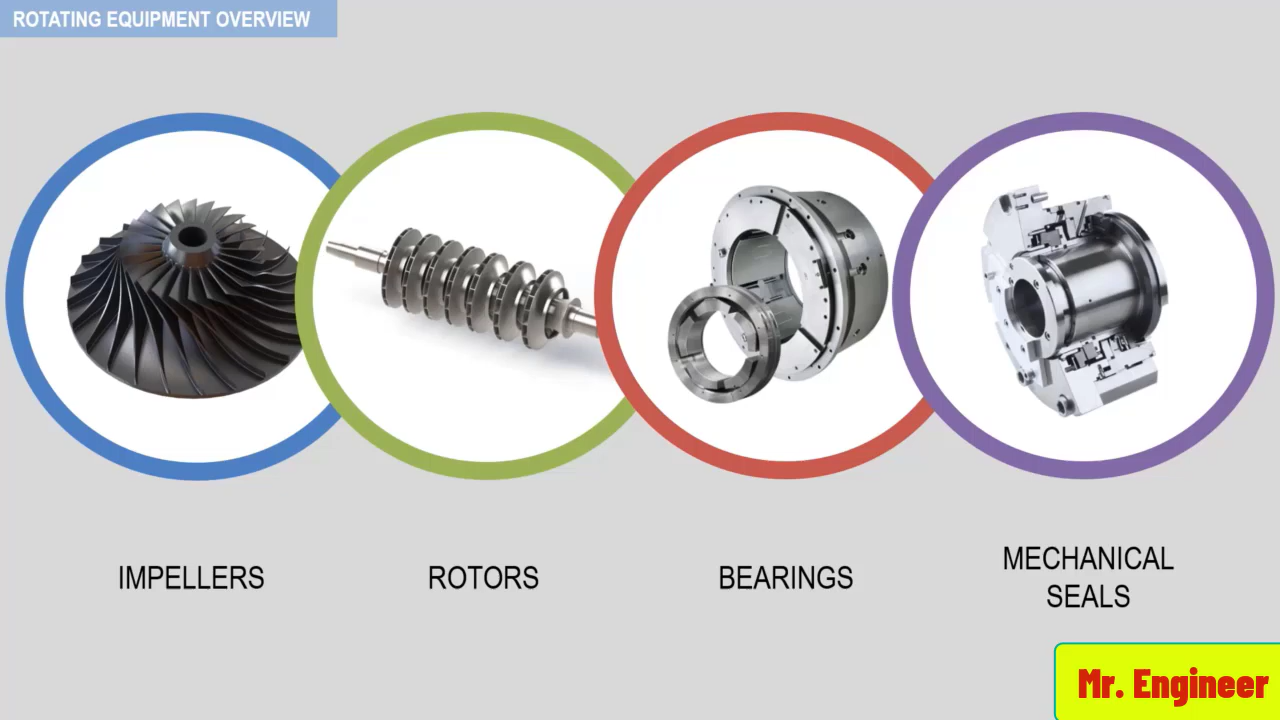 ROTATING EQUIPMENT OVERVIEW
IMPELLERS
ROTORS
BEARINGS
MECHANICAL
SEALS
Mr. Engineer